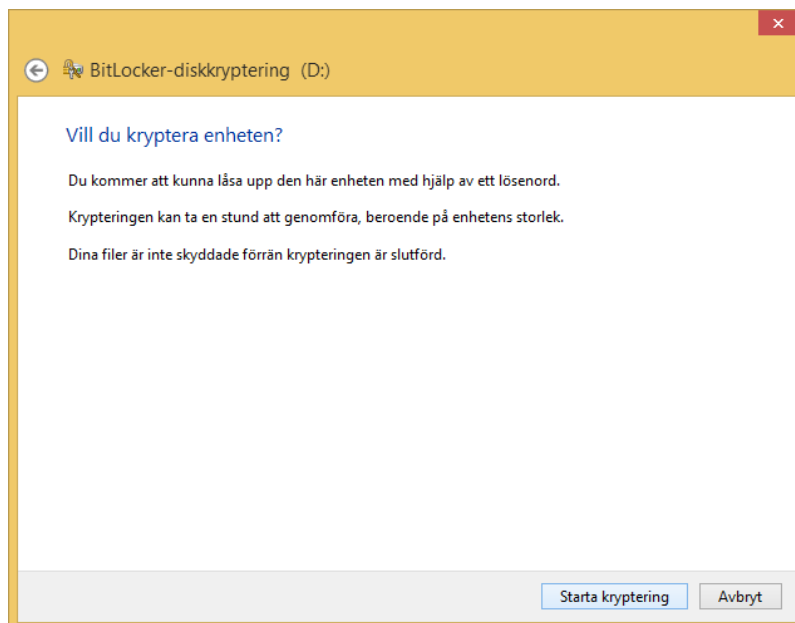 BitLocker-diskkryptering (D:)
Vill du kryptera enheten?
Du kommer att kunna låsa upp den här enheten med hjälp av ett lösenord.
Krypteringen kan ta en stund att genomföra, beroende på enhetens storlek.
Dina filer är inte skyddade förrän krypteringen är slutförd.
Starta kryptering
Avbryt